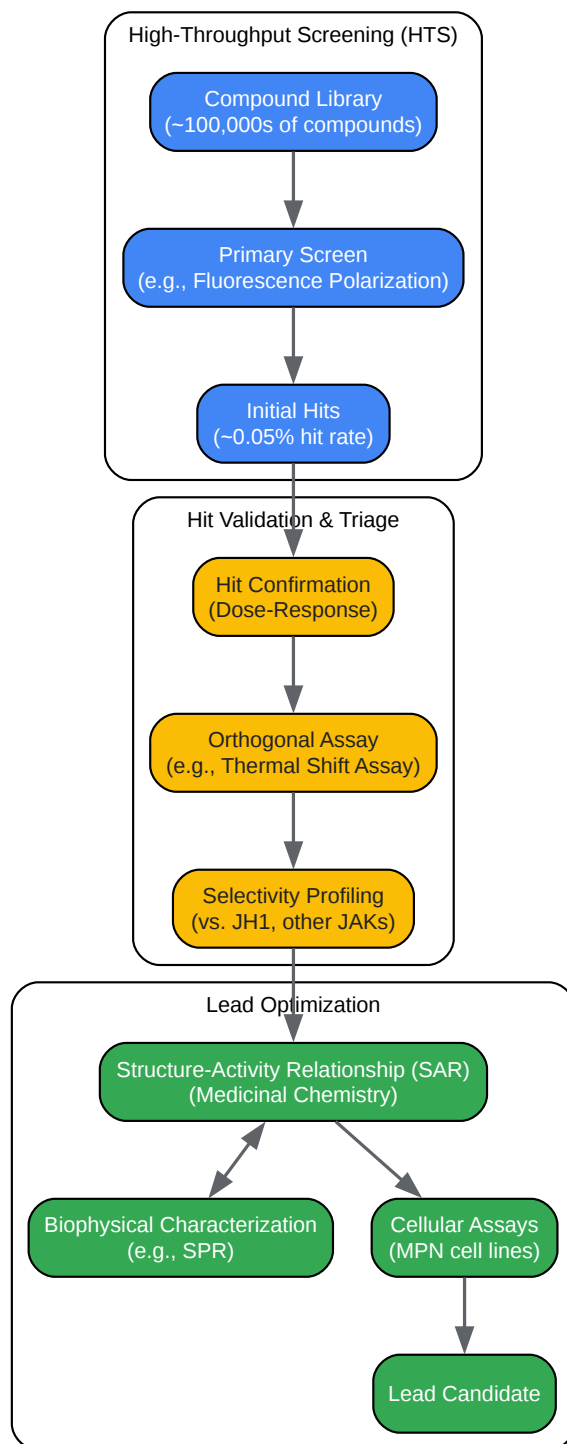 High-Throughput Screening (HTS)
Compound Library
(~100,000s of compounds)
Primary Screen
(e.g., Fluorescence Polarization)
Initial Hits
(~0.05% hit rate)
Hit Validation & Triage
Hit Confirmation
(Dose-Response)
Orthogonal Assay
(e.g., Thermal Shift Assay)
Selectivity Profiling
(vs. JH1, other JAKs)
Lead Optimization
Structure-Activity Relationship (SAR)
(Medicinal Chemistry)
Biophysical Characterization
(e.g., SPR)
Cellular Assays
(MPN cell lines)
Lead Candidate